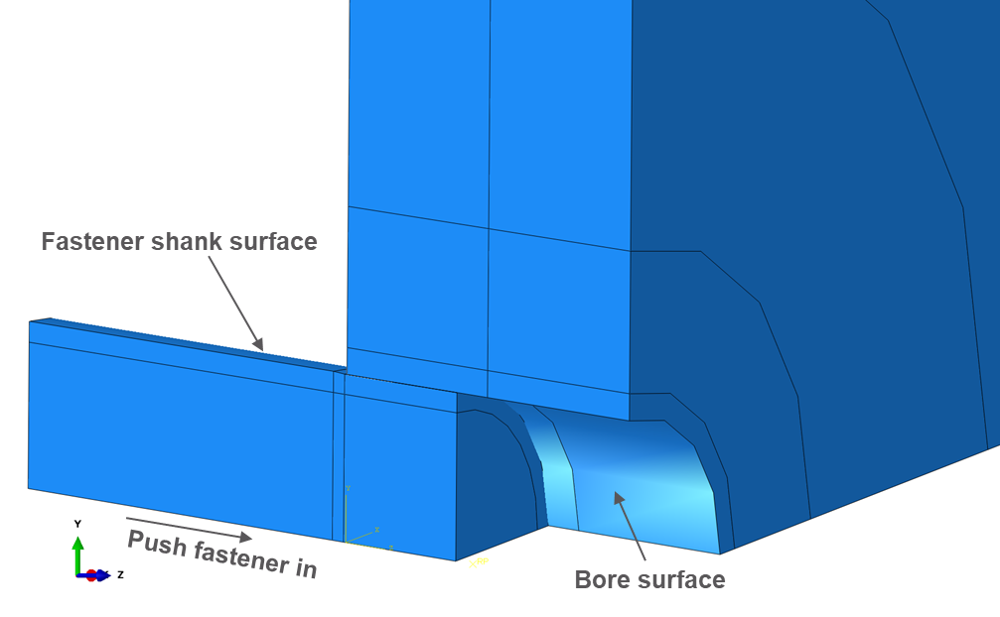 Fastener shank surface
Push fastener in
Bore surface
Y
Z
Y
Z